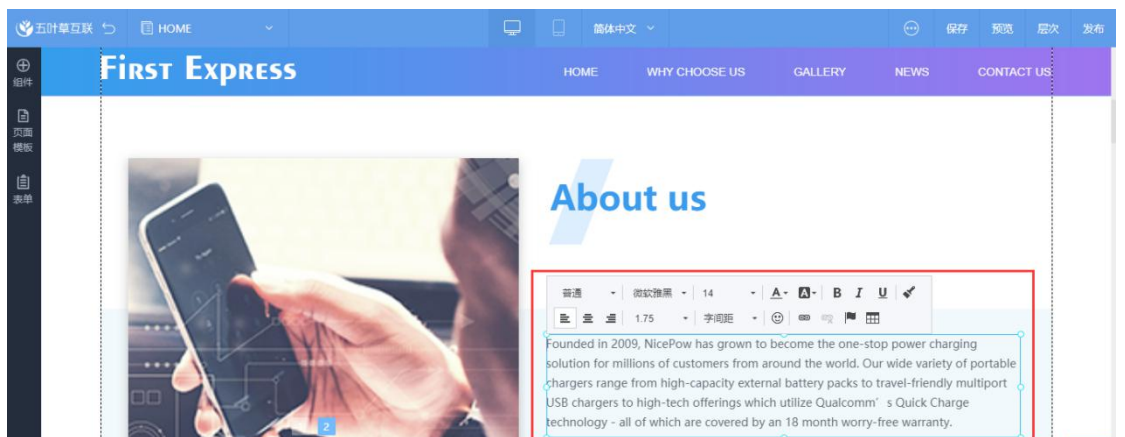 五叶草互联 HOME 简体中文 保存 预览 层次 发布
组件
页面
模板
表单
First Express HOME WHY CHOOSE US GALLERY NEWS CONTACT US
About us
普通 微软雅黑 14 A A B I U
1.75 字间距
Founded in 2009, NicePow has grown to become the one-stop power charging
solution for millions of customers from around the world. Our wide variety of portable
chargers range from high-capacity external battery packs to travel-friendly multiport
USB chargers to high-tech offerings which utilize Qualcomm' s Quick Charge
technology - all of which are covered by an 18 month worry-free warranty.
2